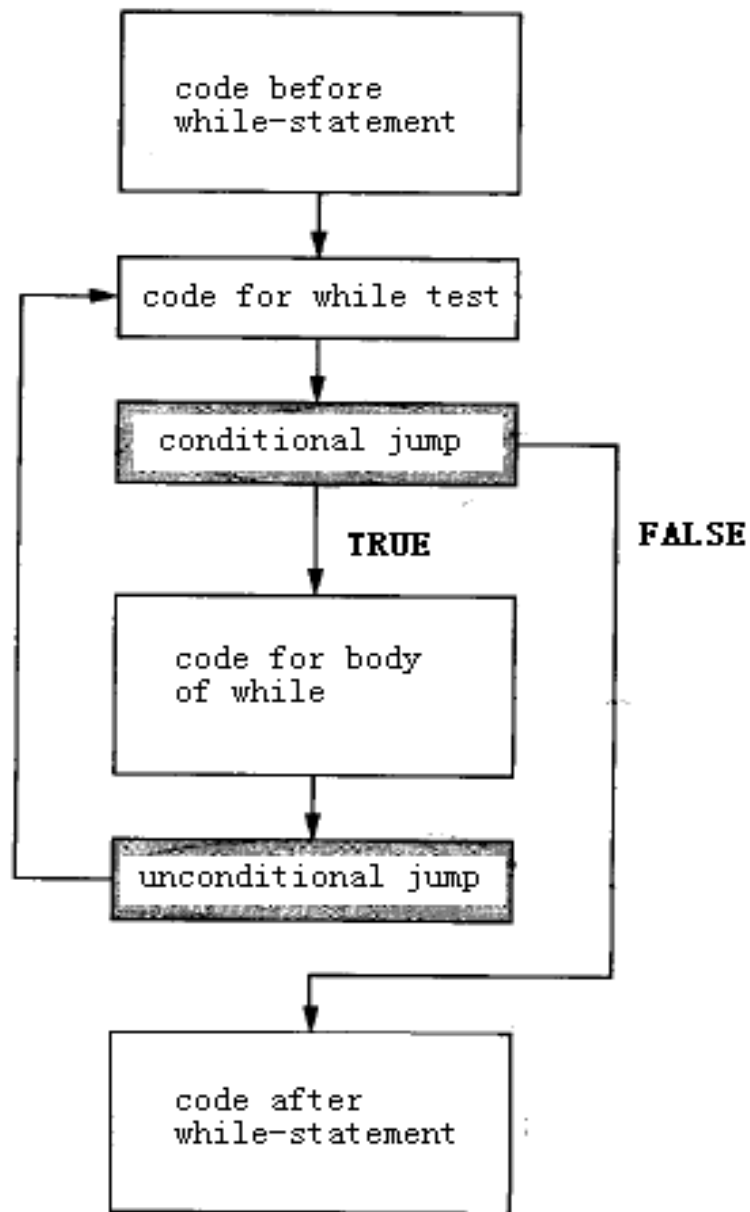 code before
while-statement
code for while test
conditional jump
TRUE
FALSE
code for body
of while
unconditional jump
code after
while-statement